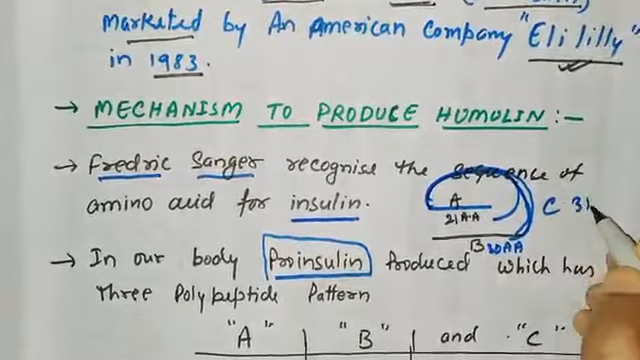 marketed by An American Company "Eli lilly"
in 1983.
→ MECHANISM TO PRODUCE HUMULIN :-
→ Fredric Sanger recognise the sequence of
amino acid for insulin.
A
21 A.A
B 30 AA
C 31
→ In our body Proinsulin Produced which has
three Polypeptide Pattern
"A" | "B" | and "C"